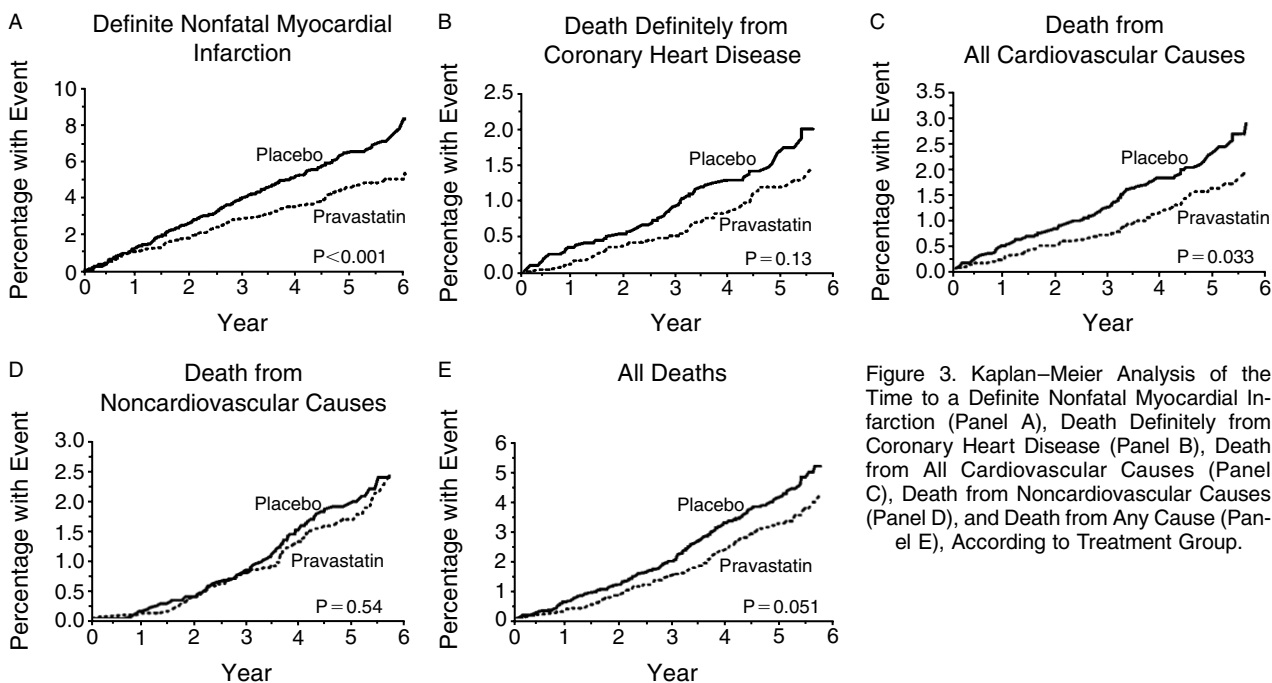 A
Definite Nonfatal Myocardial
Infarction
Percentage with Event
10
8
6
4
2
0
Placebo
Pravastatin
P<0.001
0 1 2 3 4 5 6
Year
B
Death Definitely from
Coronary Heart Disease
Percentage with Event
2.5
2.0
1.5
1.0
0.5
0.0
Placebo
Pravastatin
P=0.13
0 1 2 3 4 5 6
Year
C
Death from
All Cardiovascular Causes
Percentage with Event
3.5
3.0
2.5
2.0
1.5
1.0
0.5
0.0
Placebo
Pravastatin
P=0.033
0 1 2 3 4 5 6
Year
D
Death from
Noncardiovascular Causes
Percentage with Event
3.0
2.5
2.0
1.5
1.0
0.5
0.0
Placebo
Pravastatin
P=0.54
0 1 2 3 4 5 6
Year
E
All Deaths
Percentage with Event
6
5
4
3
2
1
0
Placebo
Pravastatin
P=0.051
0 1 2 3 4 5 6
Year
Figure 3. Kaplan–Meier Analysis of the
Time to a Definite Nonfatal Myocardial In-
farction (Panel A), Death Definitely from
Coronary Heart Disease (Panel B), Death
from All Cardiovascular Causes (Panel
C), Death from Noncardiovascular Causes
(Panel D), and Death from Any Cause (Pan-
el E), According to Treatment Group.